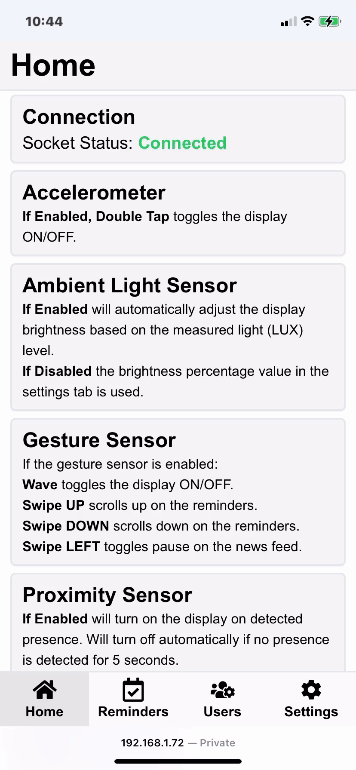 10:44
Home
Connection
Socket Status: Connected
Accelerometer
If Enabled, Double Tap toggles the display
ON/OFF.
Ambient Light Sensor
If Enabled will automatically adjust the display
brightness based on the measured light (LUX)
level.
If Disabled the brightness percentage value in the
settings tab is used.
Gesture Sensor
If the gesture sensor is enabled:
Wave toggles the display ON/OFF.
Swipe UP scrolls up on the reminders.
Swipe DOWN scrolls down on the reminders.
Swipe LEFT toggles pause on the news feed.
Proximity Sensor
If Enabled will turn on the display on detected
presence. Will turn off automatically if no presence
is detected for 5 seconds.
Home Reminders Users Settings
192.168.1.72 — Private